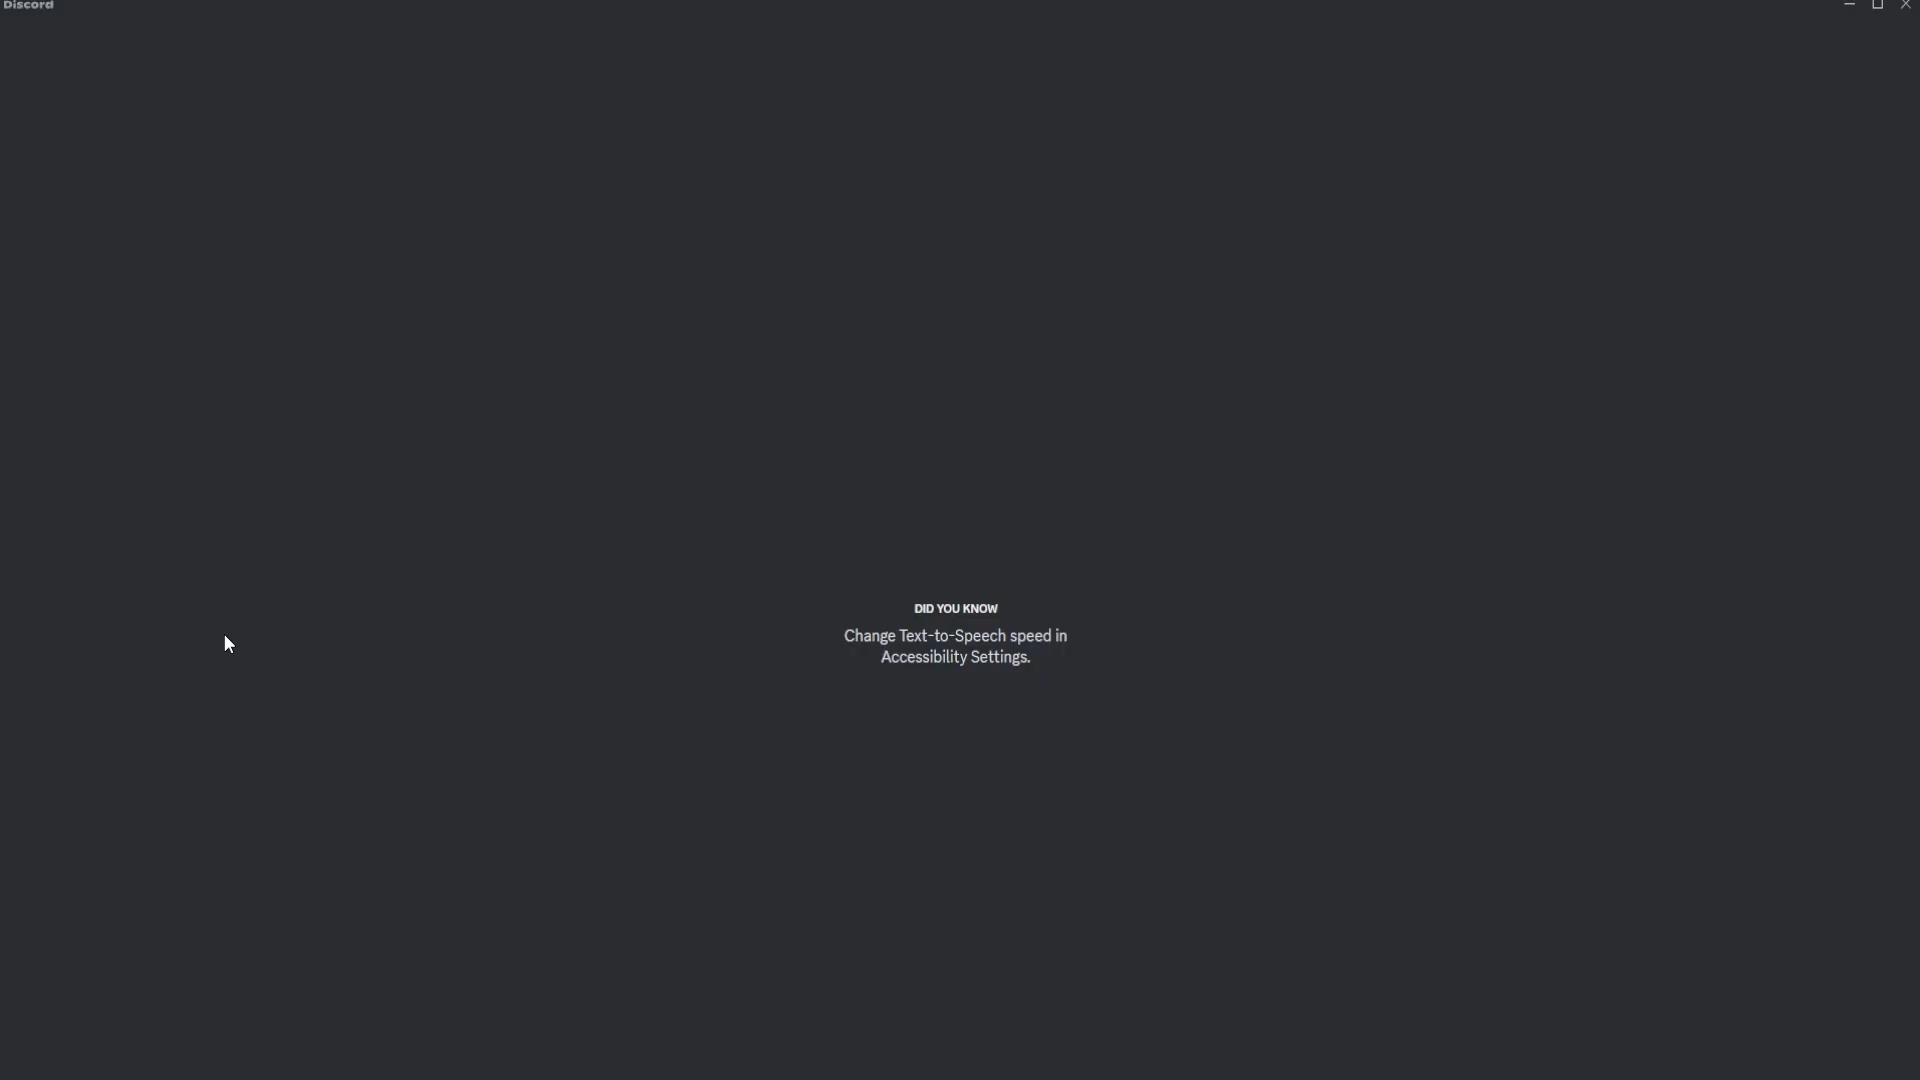 Discord
DID YOU KNOW
Change Text-to-Speech speed in
Accessibility Settings.